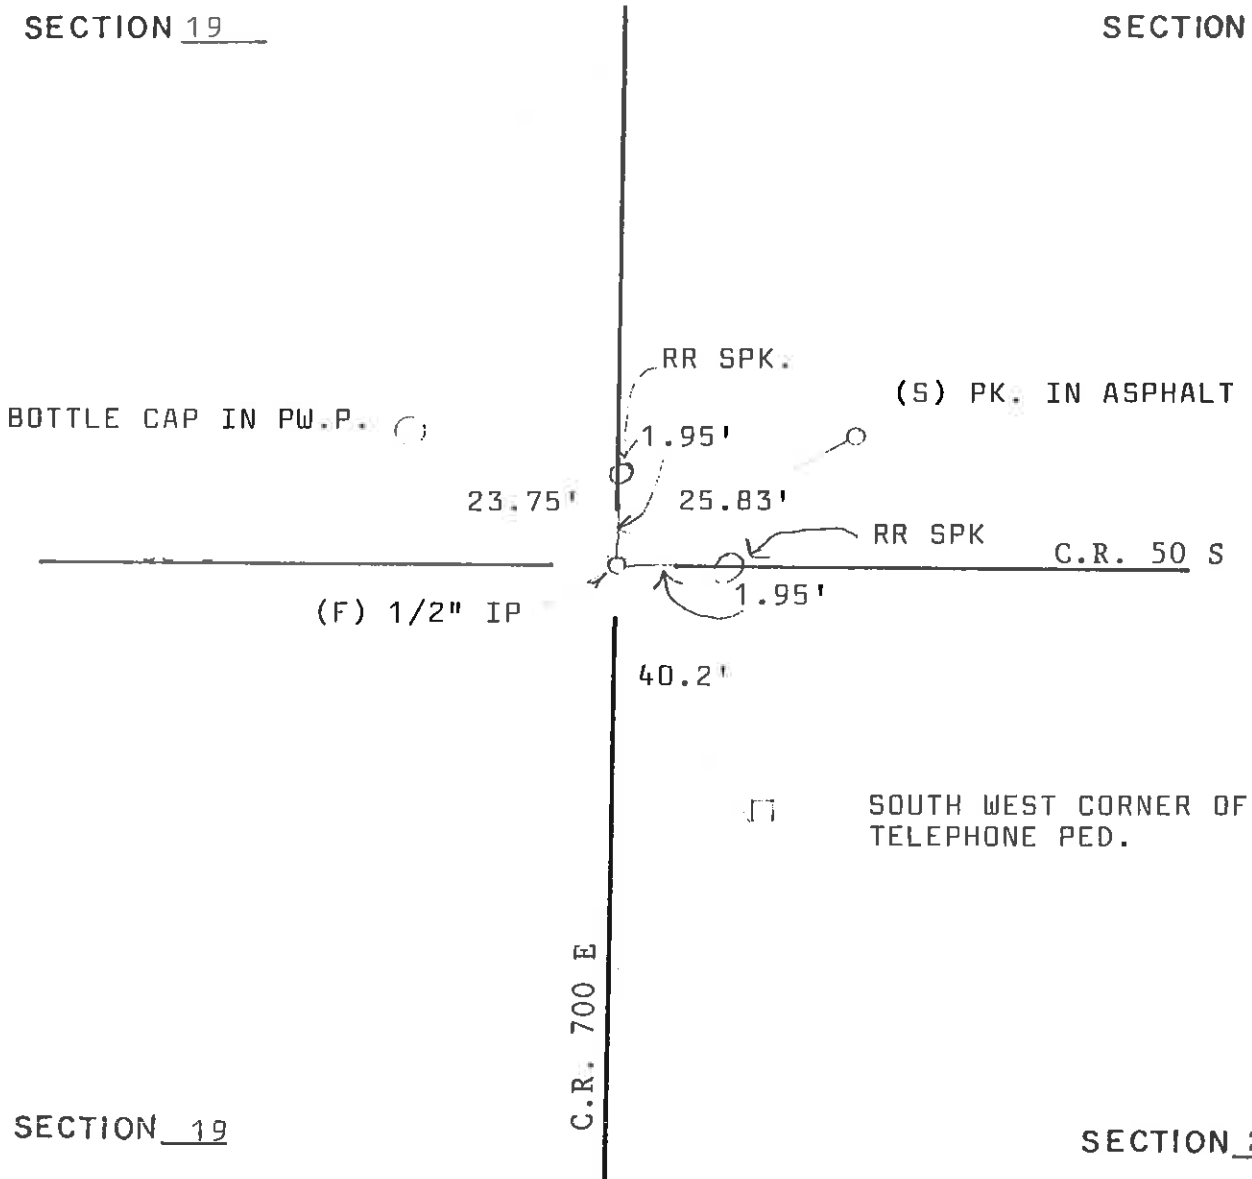 SECTION 19
SECTION
RR SPK.
(S) PK. IN ASPHALT
BOTTLE CAP IN PW.P.
1.95'
23.75'
25.83'
RR SPK
C.R. 50 S
1.95'
(F) 1/2" IP
40.2'
SOUTH WEST CORNER OF
TELEPHONE PED.
C.R. 700 E
SECTION 19
SECTION